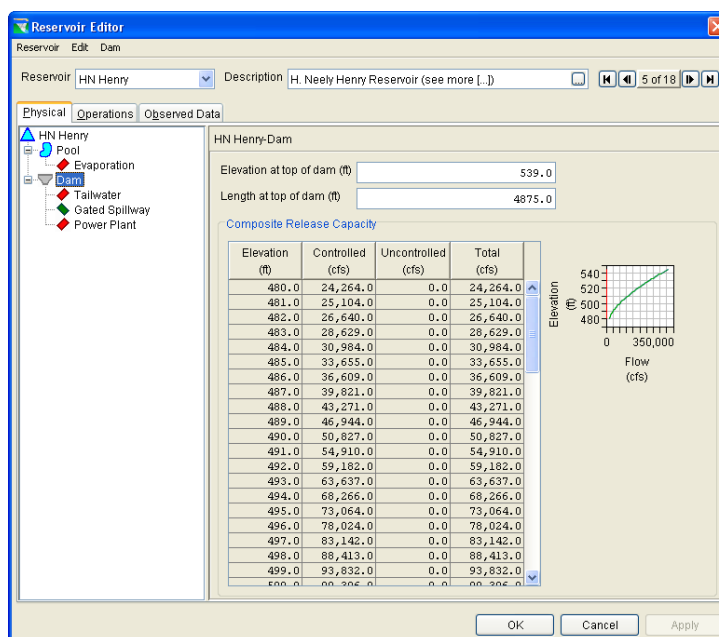 Reservoir Editor
Reservoir Edit Dam
Reservoir HN Henry Description H. Neely Henry Reservoir (see more [...]) ... 5 of 18
Physical Operations Observed Data
HN Henry
Pool
Evaporation
Dam
Tailwater
Gated Spillway
Power Plant
HN Henry-Dam
Elevation at top of dam (ft) 539.0
Length at top of dam (ft) 4875.0
Composite Release Capacity
Elevation (ft) Controlled (cfs) Uncontrolled (cfs) Total (cfs)
480.0 24,264.0 0.0 24,264.0
481.0 25,104.0 0.0 25,104.0
482.0 26,640.0 0.0 26,640.0
483.0 28,629.0 0.0 28,629.0
484.0 30,984.0 0.0 30,984.0
485.0 33,655.0 0.0 33,655.0
486.0 36,609.0 0.0 36,609.0
487.0 39,821.0 0.0 39,821.0
488.0 43,271.0 0.0 43,271.0
489.0 46,944.0 0.0 46,944.0
490.0 50,827.0 0.0 50,827.0
491.0 54,910.0 0.0 54,910.0
492.0 59,182.0 0.0 59,182.0
493.0 63,637.0 0.0 63,637.0
494.0 68,266.0 0.0 68,266.0
495.0 73,064.0 0.0 73,064.0
496.0 78,024.0 0.0 78,024.0
497.0 83,142.0 0.0 83,142.0
498.0 88,413.0 0.0 88,413.0
499.0 93,832.0 0.0 93,832.0
Elevation (ft)
540
520
500
480
0 350,000
Flow
(cfs)
OK Cancel Apply